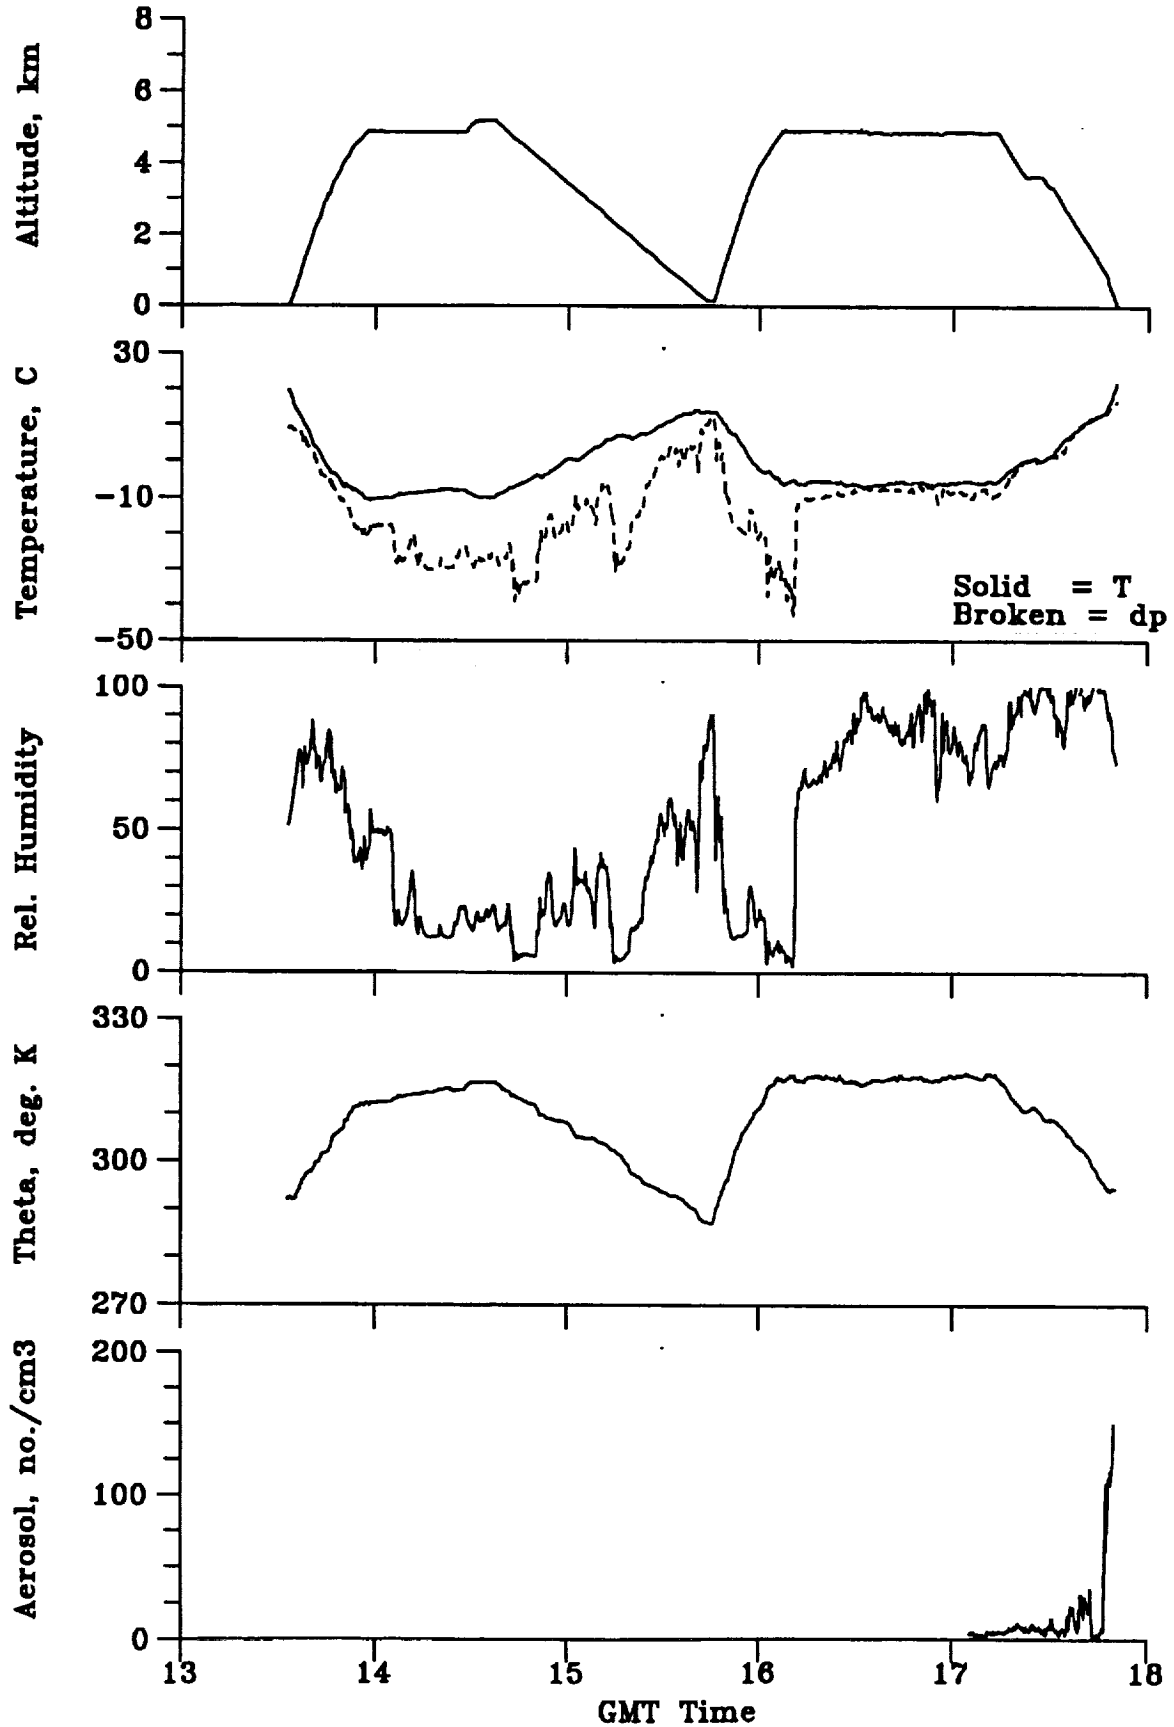 Altitude, km
8
6
4
2
0
Temperature, C
30
-10
-50
Solid = T
Broken = dp
Rel. Humidity
100
50
0
Theta, deg. K
330
300
270
Aerosol, no./cm3
200
100
0
13 14 15 16 17 18
GMT Time